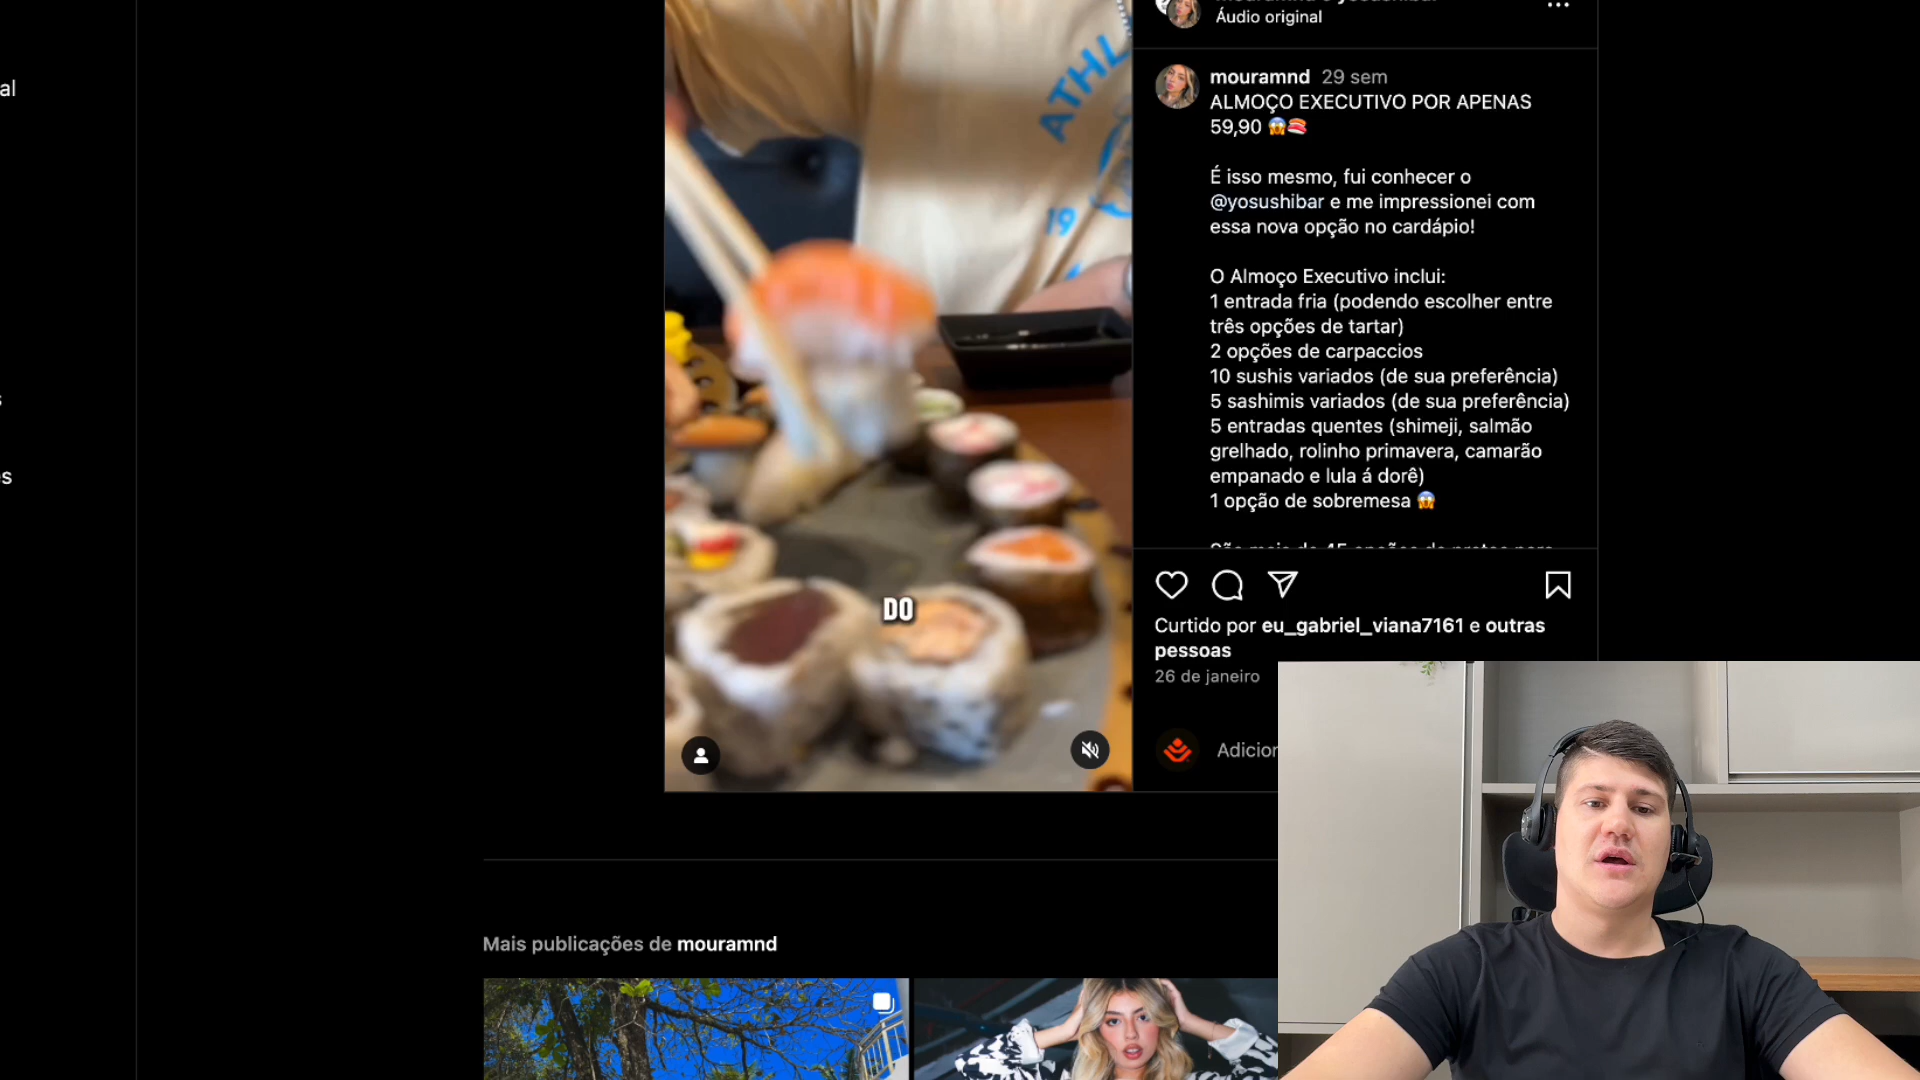 al
s
es
ATHL
19
DO
Áudio original
mouramnd 29 sem
ALMOÇO EXECUTIVO POR APENAS
59,90 😱🍣
É isso mesmo, fui conhecer o
@yosushibar e me impressionei com
essa nova opção no cardápio!
O Almoço Executivo inclui:
1 entrada fria (podendo escolher entre
três opções de tartar)
2 opções de carpaccios
10 sushis variados (de sua preferência)
5 sashimis variados (de sua preferência)
5 entradas quentes (shimeji, salmão
grelhado, rolinho primavera, camarão
empanado e lula á dorê)
1 opção de sobremesa 😱
Curtido por eu_gabriel_viana7161 e outras
pessoas
26 de janeiro
Adicion
Mais publicações de mouramnd